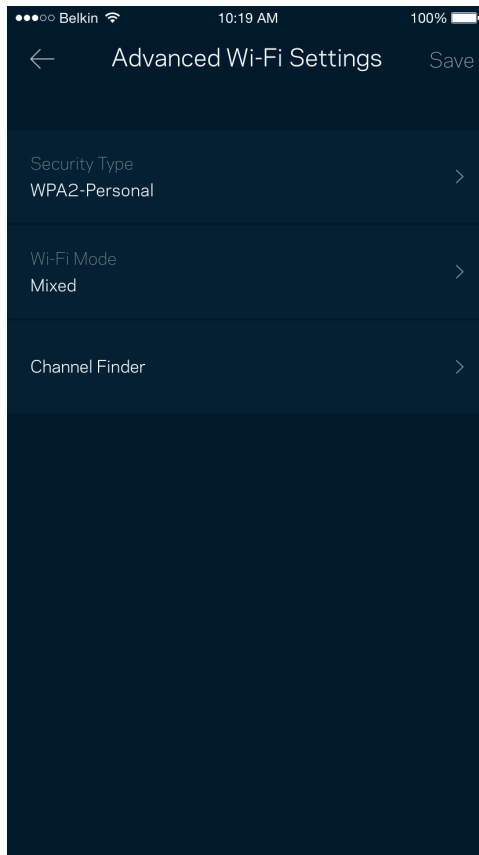 Belkin 10:19 AM 100%
Advanced Wi-Fi Settings Save
Security Type
WPA2-Personal
Wi-Fi Mode
Mixed
Channel Finder